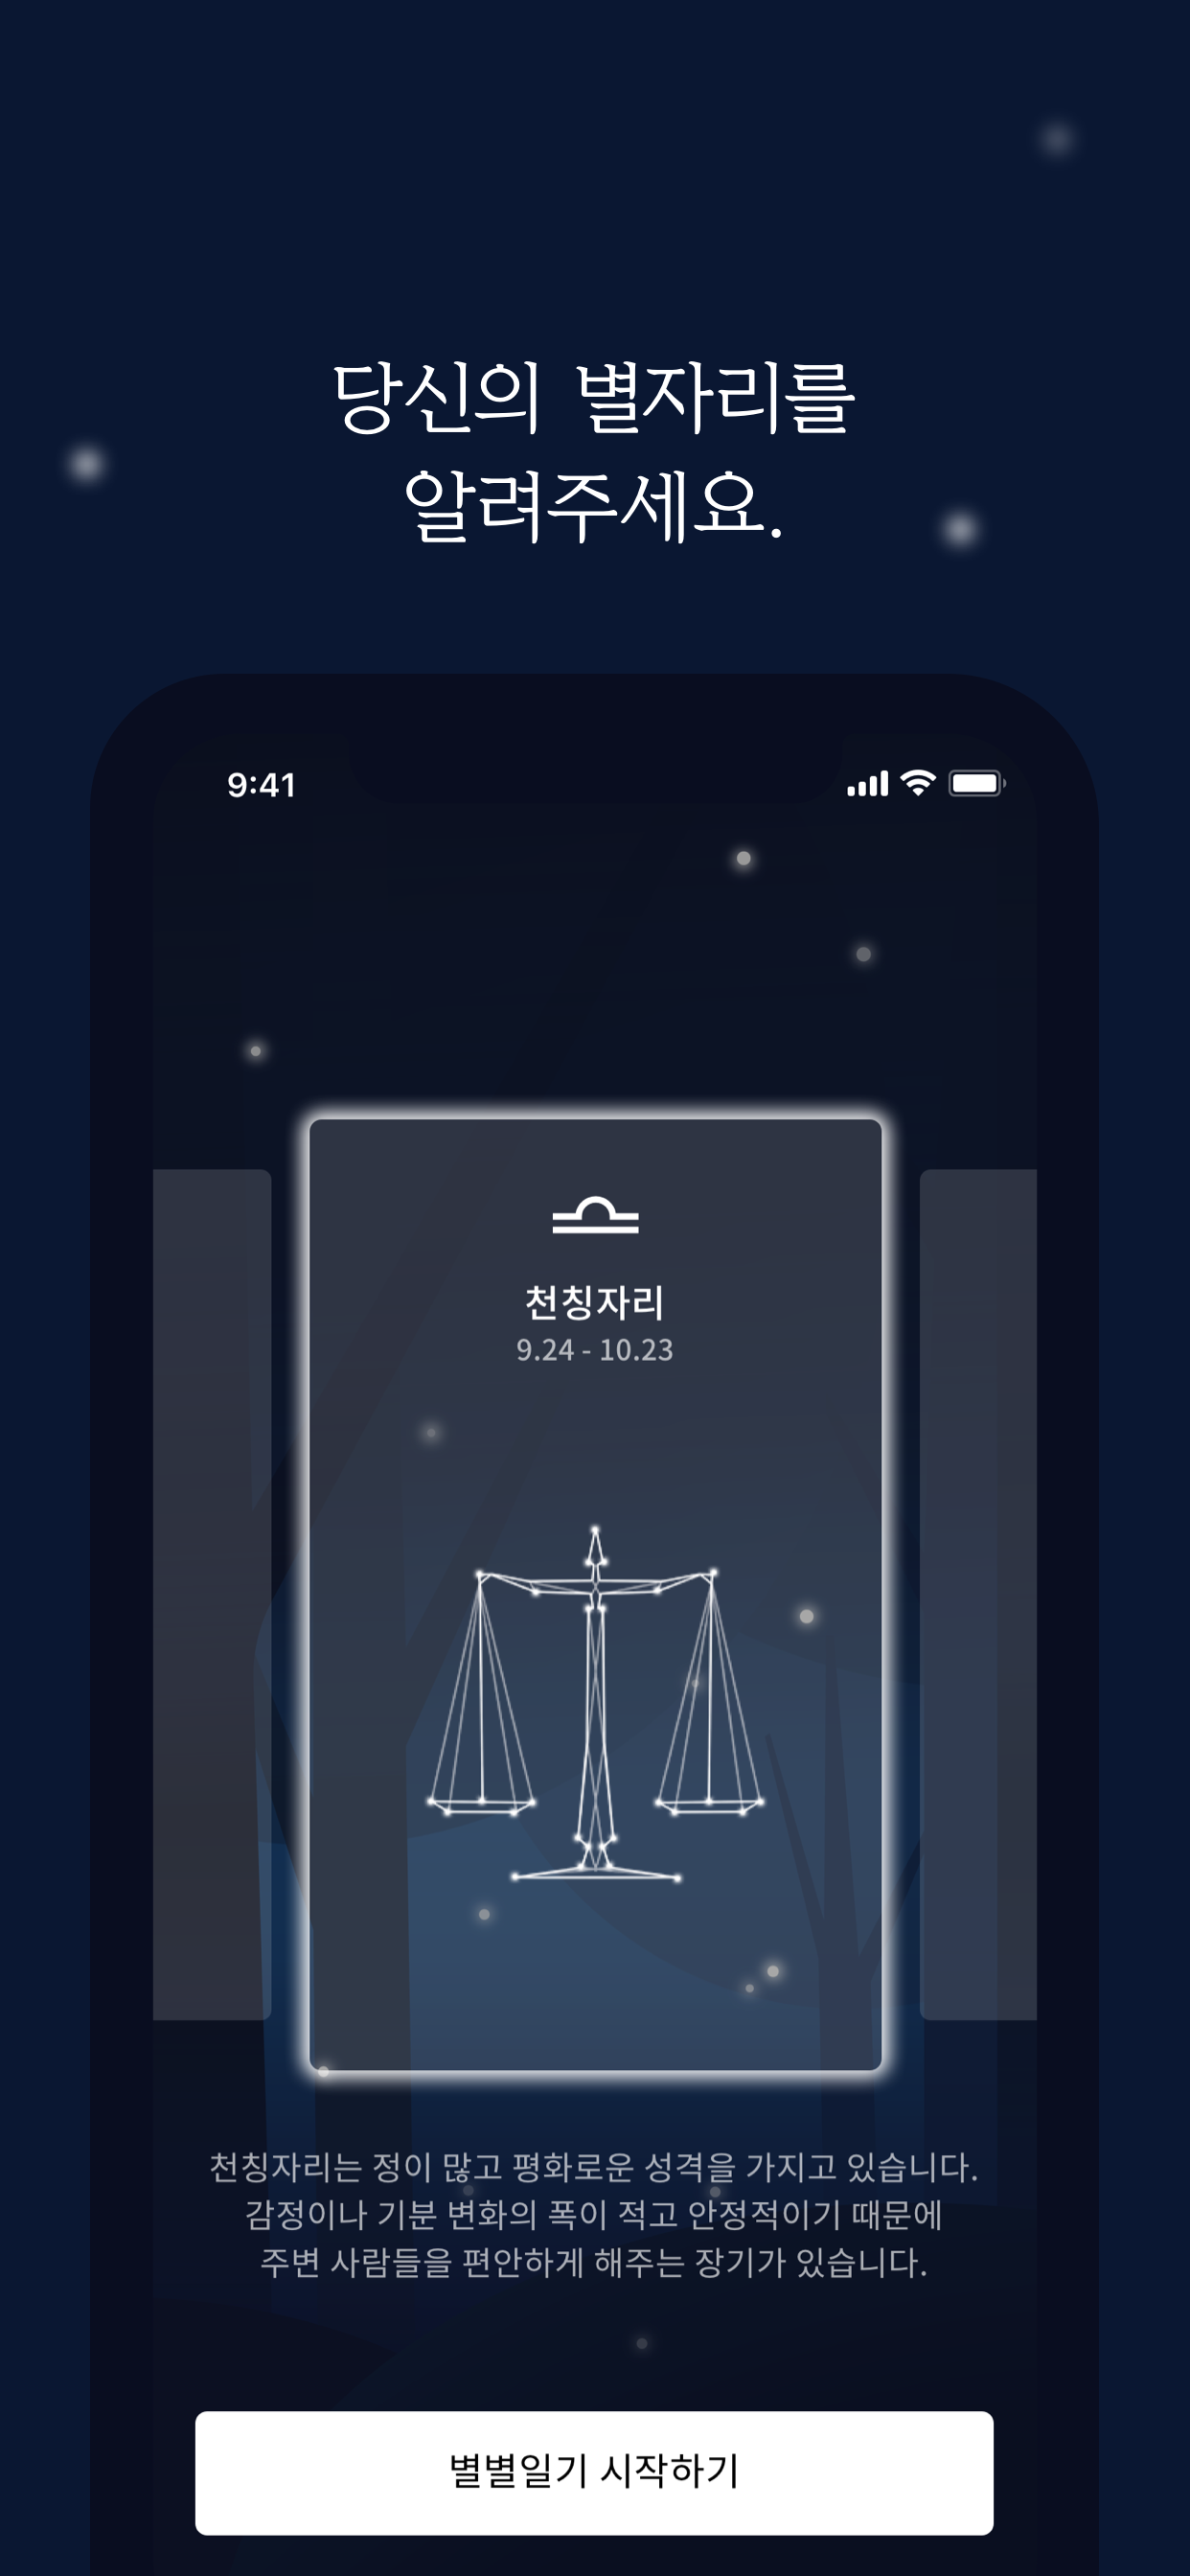 당신의 별자리를
알려주세요.
9:41
천칭자리
9.24 - 10.23
천칭자리는 정이 많고 평화로운 성격을 가지고 있습니다.
감정이나 기분 변화의 폭이 적고 안정적이기 때문에
주변 사람들을 편안하게 해주는 장기가 있습니다.
별별일기 시작하기